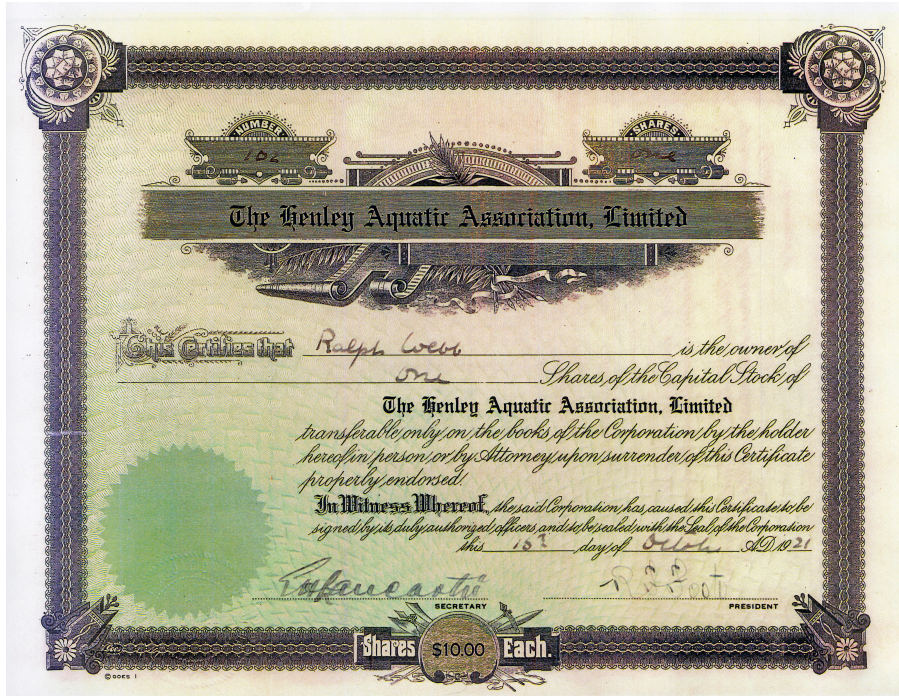 NUMBER SHARES
102 One
The Henley Aquatic Association, Limited
This Certifies that Ralph Webb is the owner of
One Shares of the Capital Stock of
The Henley Aquatic Association, Limited
transferable only on the books of the Corporation by the holder
hereof in person or by Attorney upon surrender of this Certificate
properly endorsed
In Witness Whereof, the said Corporation has caused this Certificate to be
signed by its duly authorized officers and to be sealed with the Seal of the Corporation
this 15th day of October A.D. 1921
SECRETARY PRESIDENT
Shares $10.00 Each.
© GOES 1